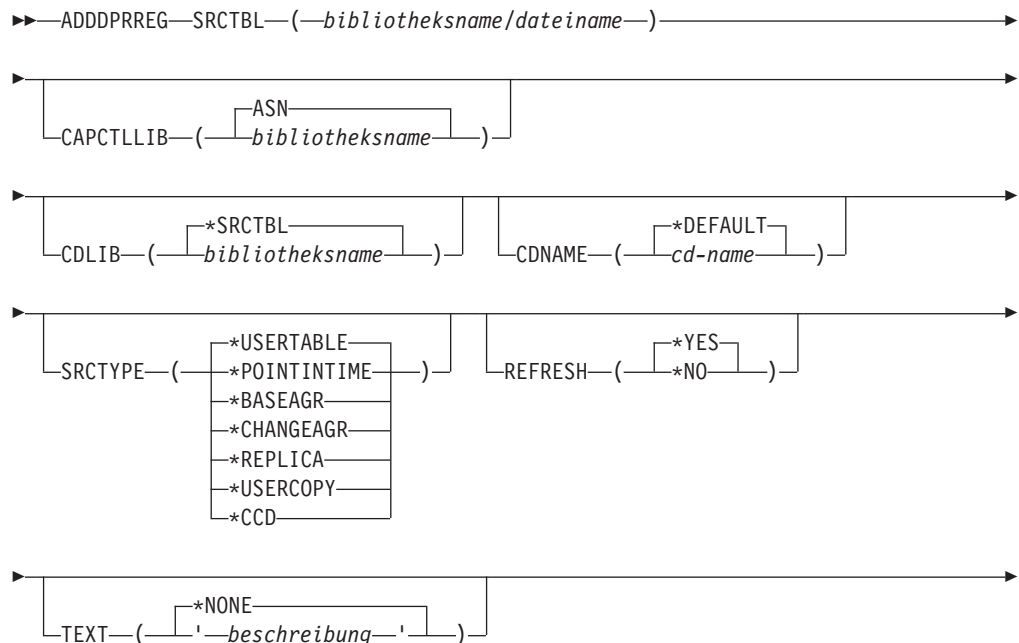 ADDDPRREG SRCTBL ( bibliotheksname/dateiname )
ASN
CAPCTLLIB ( bibliotheksname )
*SRCTBL *DEFAULT
CDLIB ( bibliotheksname ) CDNAME ( cd-name )
*USERTABLE *YES
SRCTYPE ( *POINTINTIME ) REFRESH ( *NO )
*BASEAGR
*CHANGEAGR
*REPLICA
*USERCOPY
*CCD
*NONE
TEXT ( ' beschreibung ' )